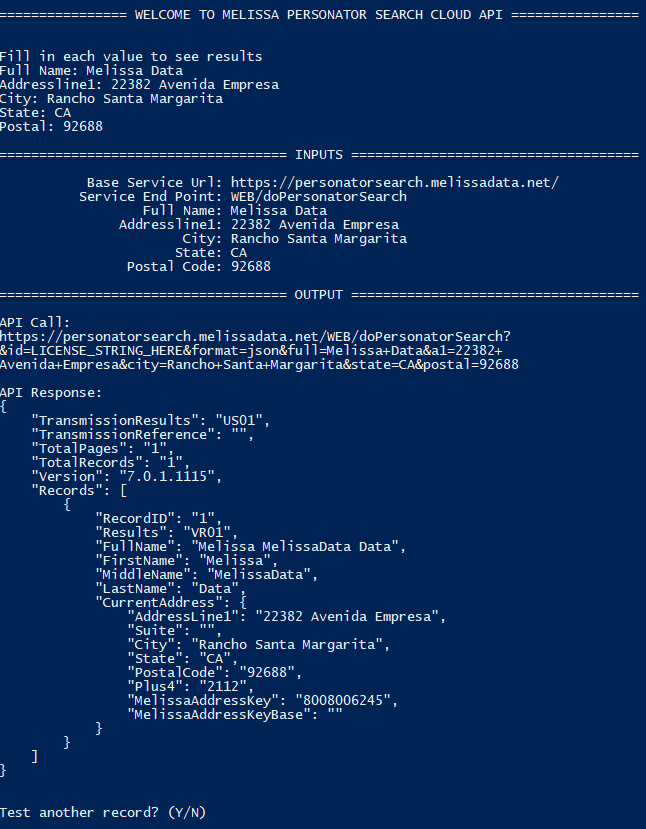 ================ WELCOME TO MELISSA PERSONATOR SEARCH CLOUD API ================
Fill in each value to see results
Full Name: Melissa Data
Addressline1: 22382 Avenida Empresa
City: Rancho Santa Margarita
State: CA
Postal: 92688
==================================== INPUTS ====================================
Base Service Url: https://personatorsearch.melissadata.net/
Service End Point: WEB/doPersonatorSearch
Full Name: Melissa Data
Addressline1: 22382 Avenida Empresa
City: Rancho Santa Margarita
State: CA
Postal Code: 92688
==================================== OUTPUT ====================================
API Call:
https://personatorsearch.melissadata.net/WEB/doPersonatorSearch?
&id=LICENSE_STRING_HERE&format=json&full=Melissa+Data&a1=22382+
Avenida+Empresa&city=Rancho+Santa+Margarita&state=CA&postal=92688
API Response:
{
    "TransmissionResults": "US01",
    "TransmissionReference": "",
    "TotalPages": "1",
    "TotalRecords": "1",
    "Version": "7.0.1.1115",
    "Records": [
        {
            "RecordID": "1",
            "Results": "VR01",
            "FullName": "Melissa MelissaData Data",
            "FirstName": "Melissa",
            "MiddleName": "MelissaData",
            "LastName": "Data",
            "CurrentAddress": {
                "AddressLine1": "22382 Avenida Empresa",
                "Suite": "",
                "City": "Rancho Santa Margarita",
                "State": "CA",
                "PostalCode": "92688",
                "Plus4": "2112",
                "MelissaAddressKey": "8008006245",
                "MelissaAddressKeyBase": ""
            }
        }
    ]
}
Test another record? (Y/N)